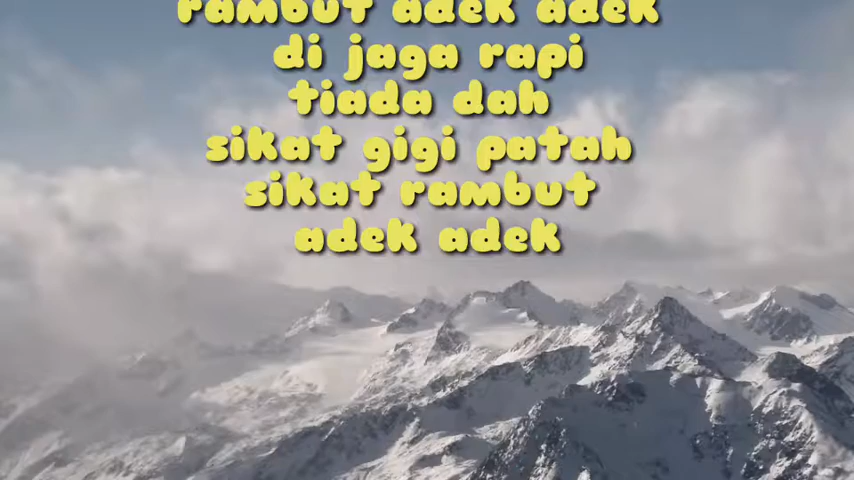 rambut adek adek
di jaga rapi
tiada dah
sikat gigi patah
sikat rambut
adek adek